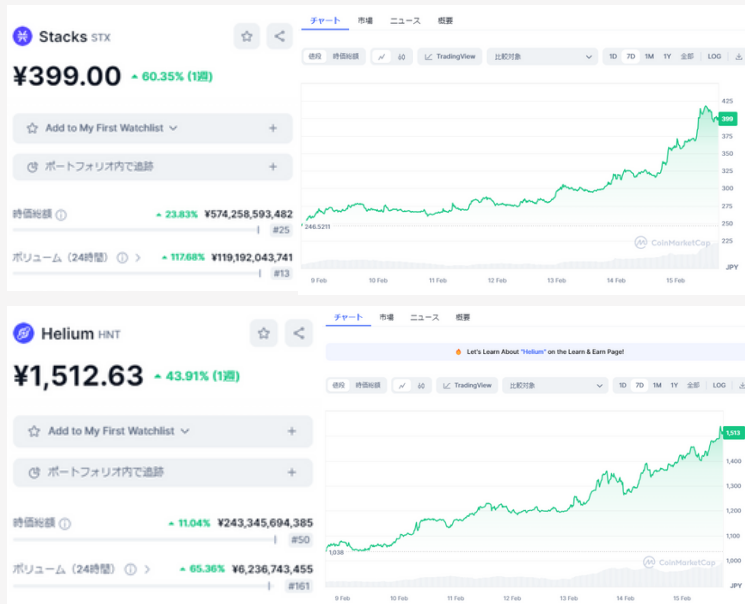 Stacks STX
¥399.00 60.35% (1週)
Add to My First Watchlist
ポートフォリオ内で追跡
時価総額 23.83% ¥574,258,593,482
#25
ボリューム（24時間） 117.68% ¥119,192,043,741
#13
チャート 市場 ニュース 概要
値段 時価総額 TradingView 比較対象 1D 7D 1M 1Y 全部 LOG
425
399
375
350
325
300
275
250
225
246.5211
CoinMarketCap
JPY
9 Feb 10 Feb 11 Feb 12 Feb 13 Feb 14 Feb 15 Feb
Helium HNT
¥1,512.63 43.91% (1週)
Add to My First Watchlist
ポートフォリオ内で追跡
時価総額 11.04% ¥243,345,694,385
#50
ボリューム（24時間） 65.36% ¥6,236,743,455
#161
チャート 市場 ニュース 概要
Let's Learn About "Helium" on the Learn & Earn Page!
値段 時価総額 TradingView 比較対象 1D 7D 1M 1Y 全部 LOG
1,513
1,400
1,300
1,200
1,100
1,000
1,038
CoinMarketCap
JPY
9 Feb 10 Feb 11 Feb 12 Feb 13 Feb 14 Feb 15 Feb